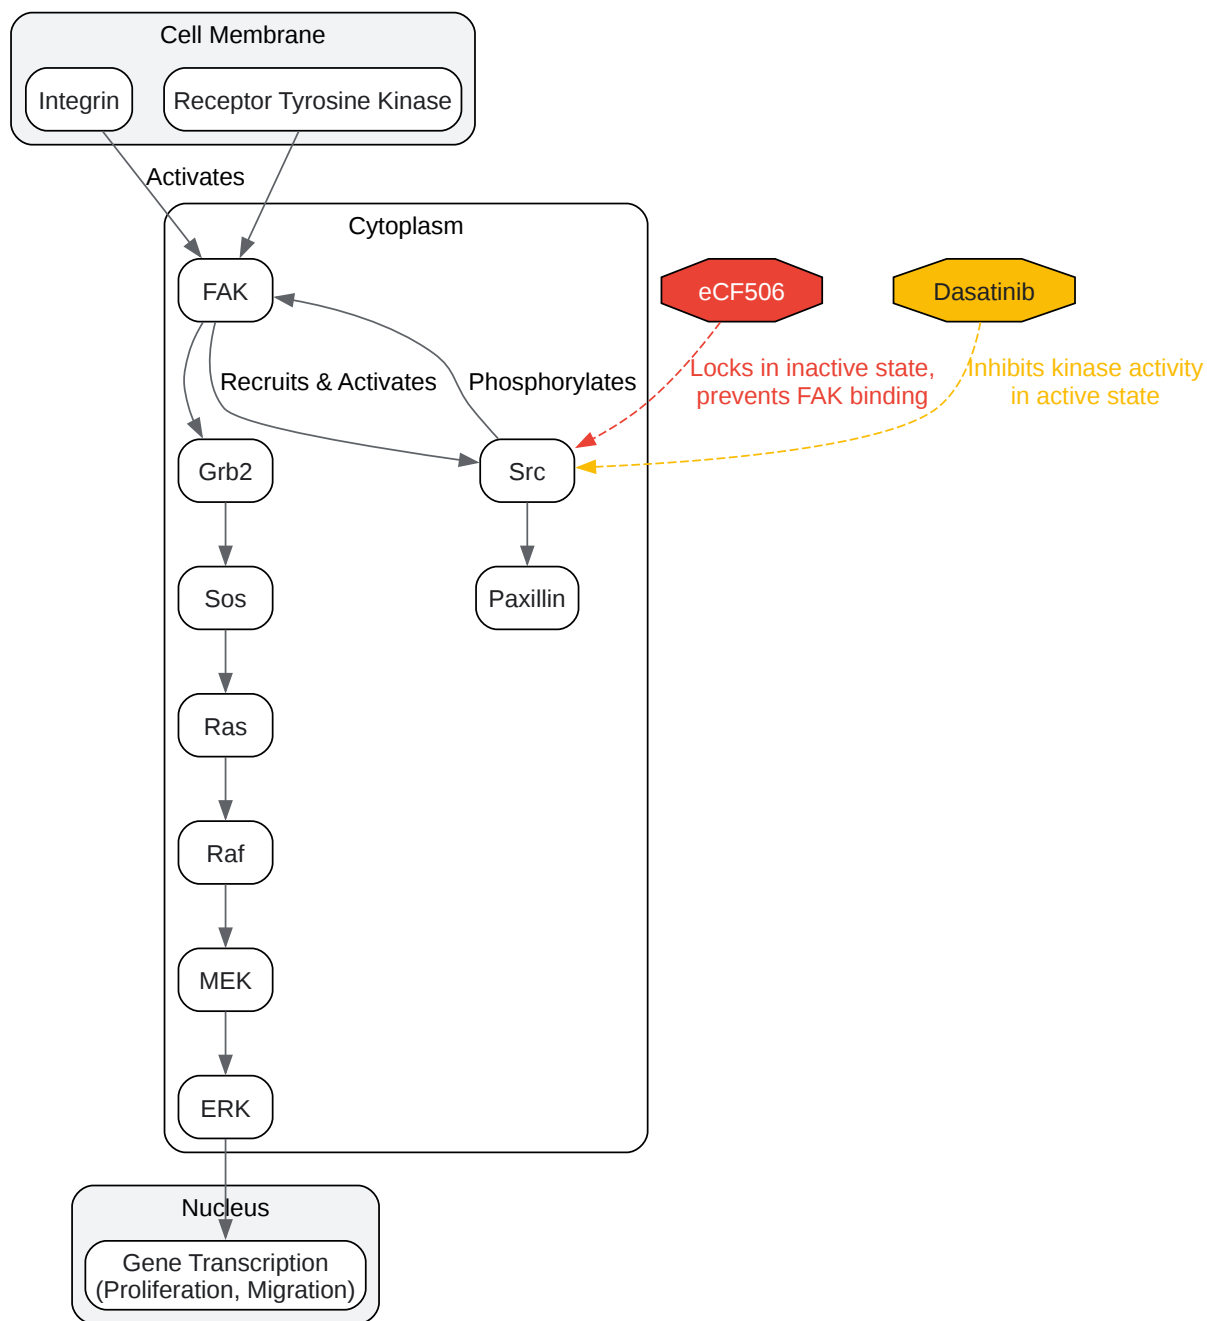 Cell Membrane
Integrin
Receptor Tyrosine Kinase
Activates
Cytoplasm
FAK
eCF506
Dasatinib
Recruits & Activates
Phosphorylates
Locks in inactive state,
prevents FAK binding
Inhibits kinase activity
in active state
Grb2
Src
Sos
Paxillin
Ras
Raf
MEK
ERK
Nucleus
Gene Transcription
(Proliferation, Migration)